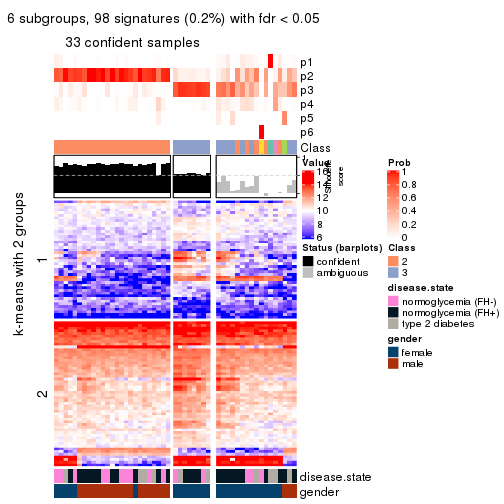 6 subgroups, 98 signatures (0.2%) with fdr < 0.05
33 confident samples
p1
p2
p3
p4
p5
p6
Class
1
2
k-means with 2 groups
Value
14
12
10
8
6
Status (barplots)
confident
ambiguous
score
Prob
1
0.8
0.6
0.4
0.2
0
Class
2
3
disease.state
normoglycemia (FH-)
normoglycemia (FH+)
type 2 diabetes
gender
female
male
disease.state
gender